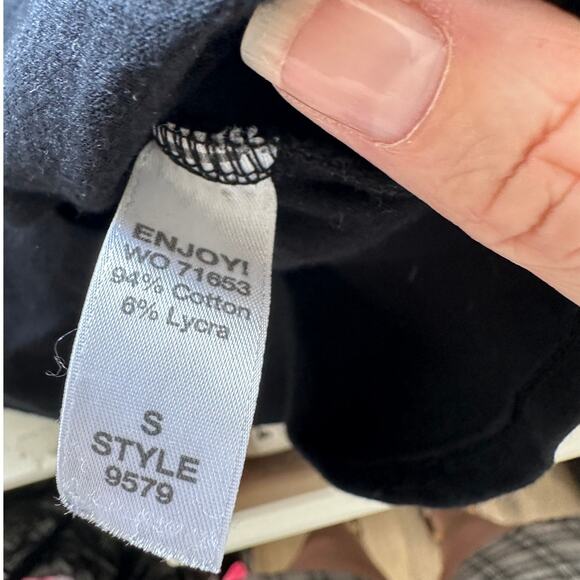 ENJOY!
WO 71653
94% Cotton
6% Lycra
S
STYLE
9579